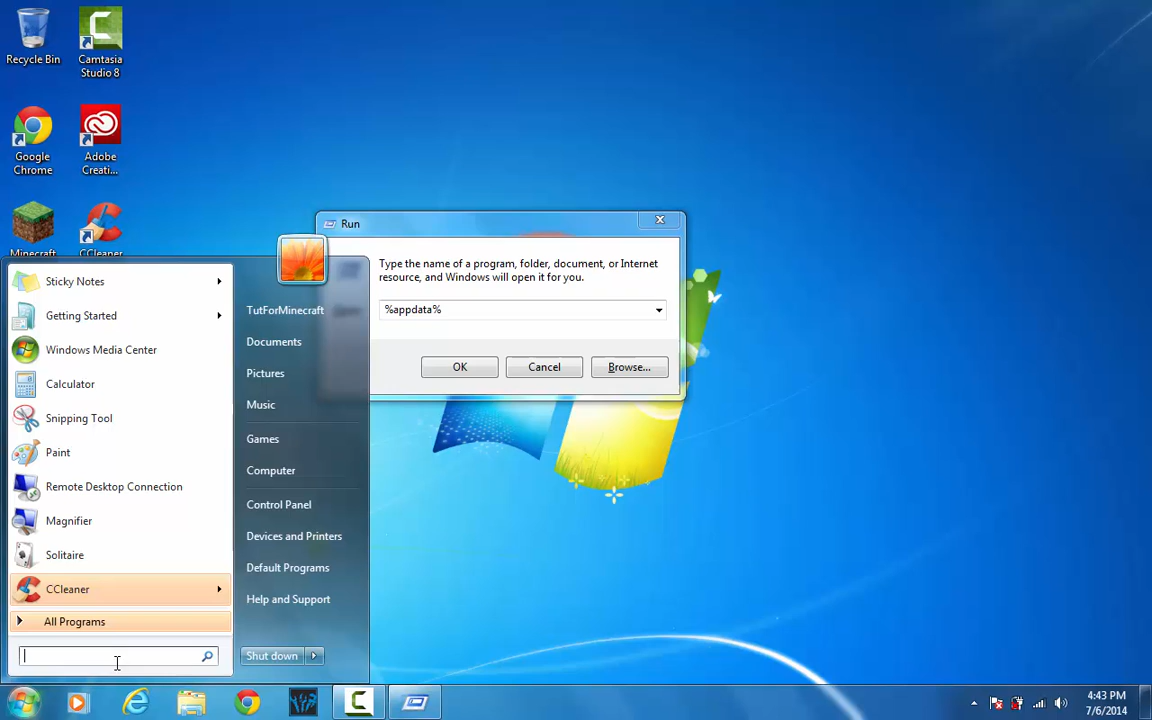 Recycle Bin
Camtasia
Studio 8
Google
Chrome
Adobe
Creati...
Minecraft
CCleaner
Run
Type the name of a program, folder, document, or Internet
resource, and Windows will open it for you.
%appdata%
OK
Cancel
Browse...
Sticky Notes
Getting Started
Windows Media Center
Calculator
Snipping Tool
Paint
Remote Desktop Connection
Magnifier
Solitaire
CCleaner
All Programs
TutForMinecraft
Documents
Pictures
Music
Games
Computer
Control Panel
Devices and Printers
Default Programs
Help and Support
Shut down
4:43 PM
7/6/2014